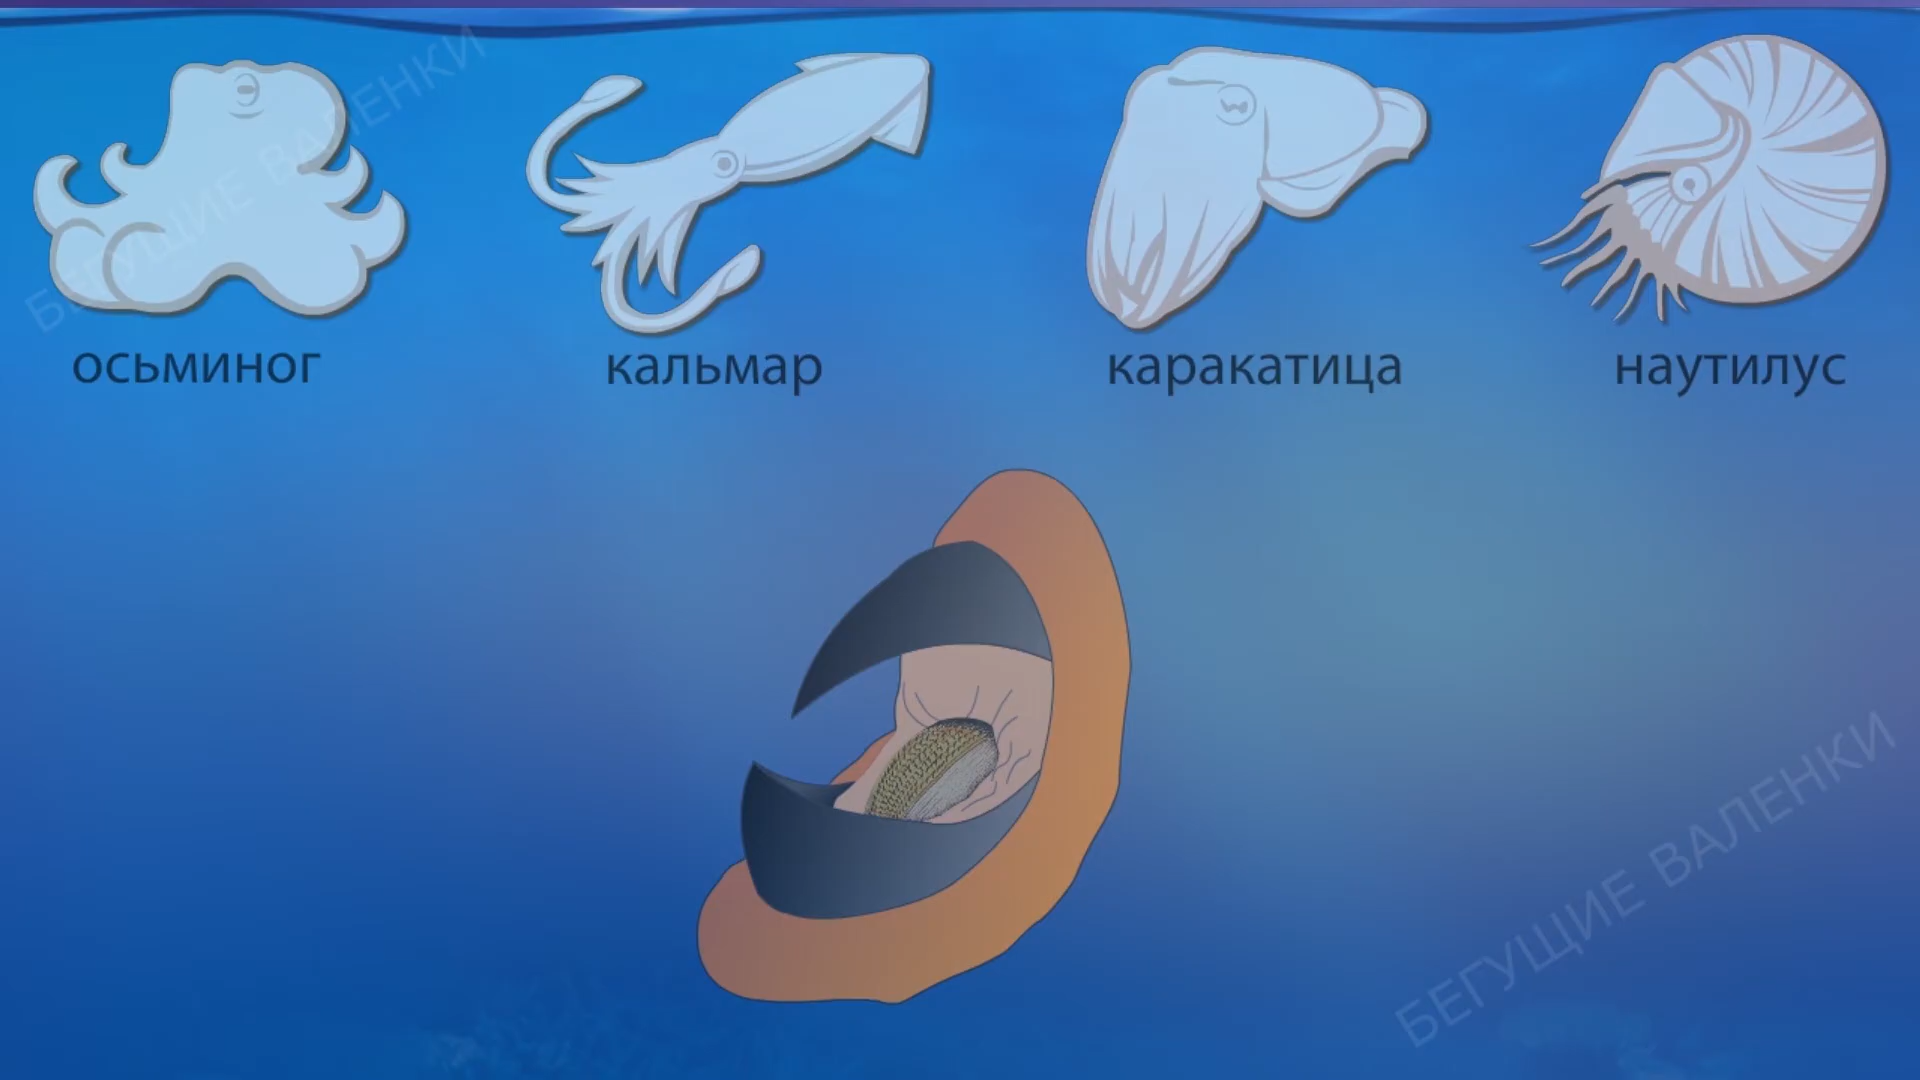 БЕГУЩИЕ ВАЛЕНКИ
осьминог
кальмар
каракатица
наутилус
БЕГУЩИЕ ВАЛЕНКИ